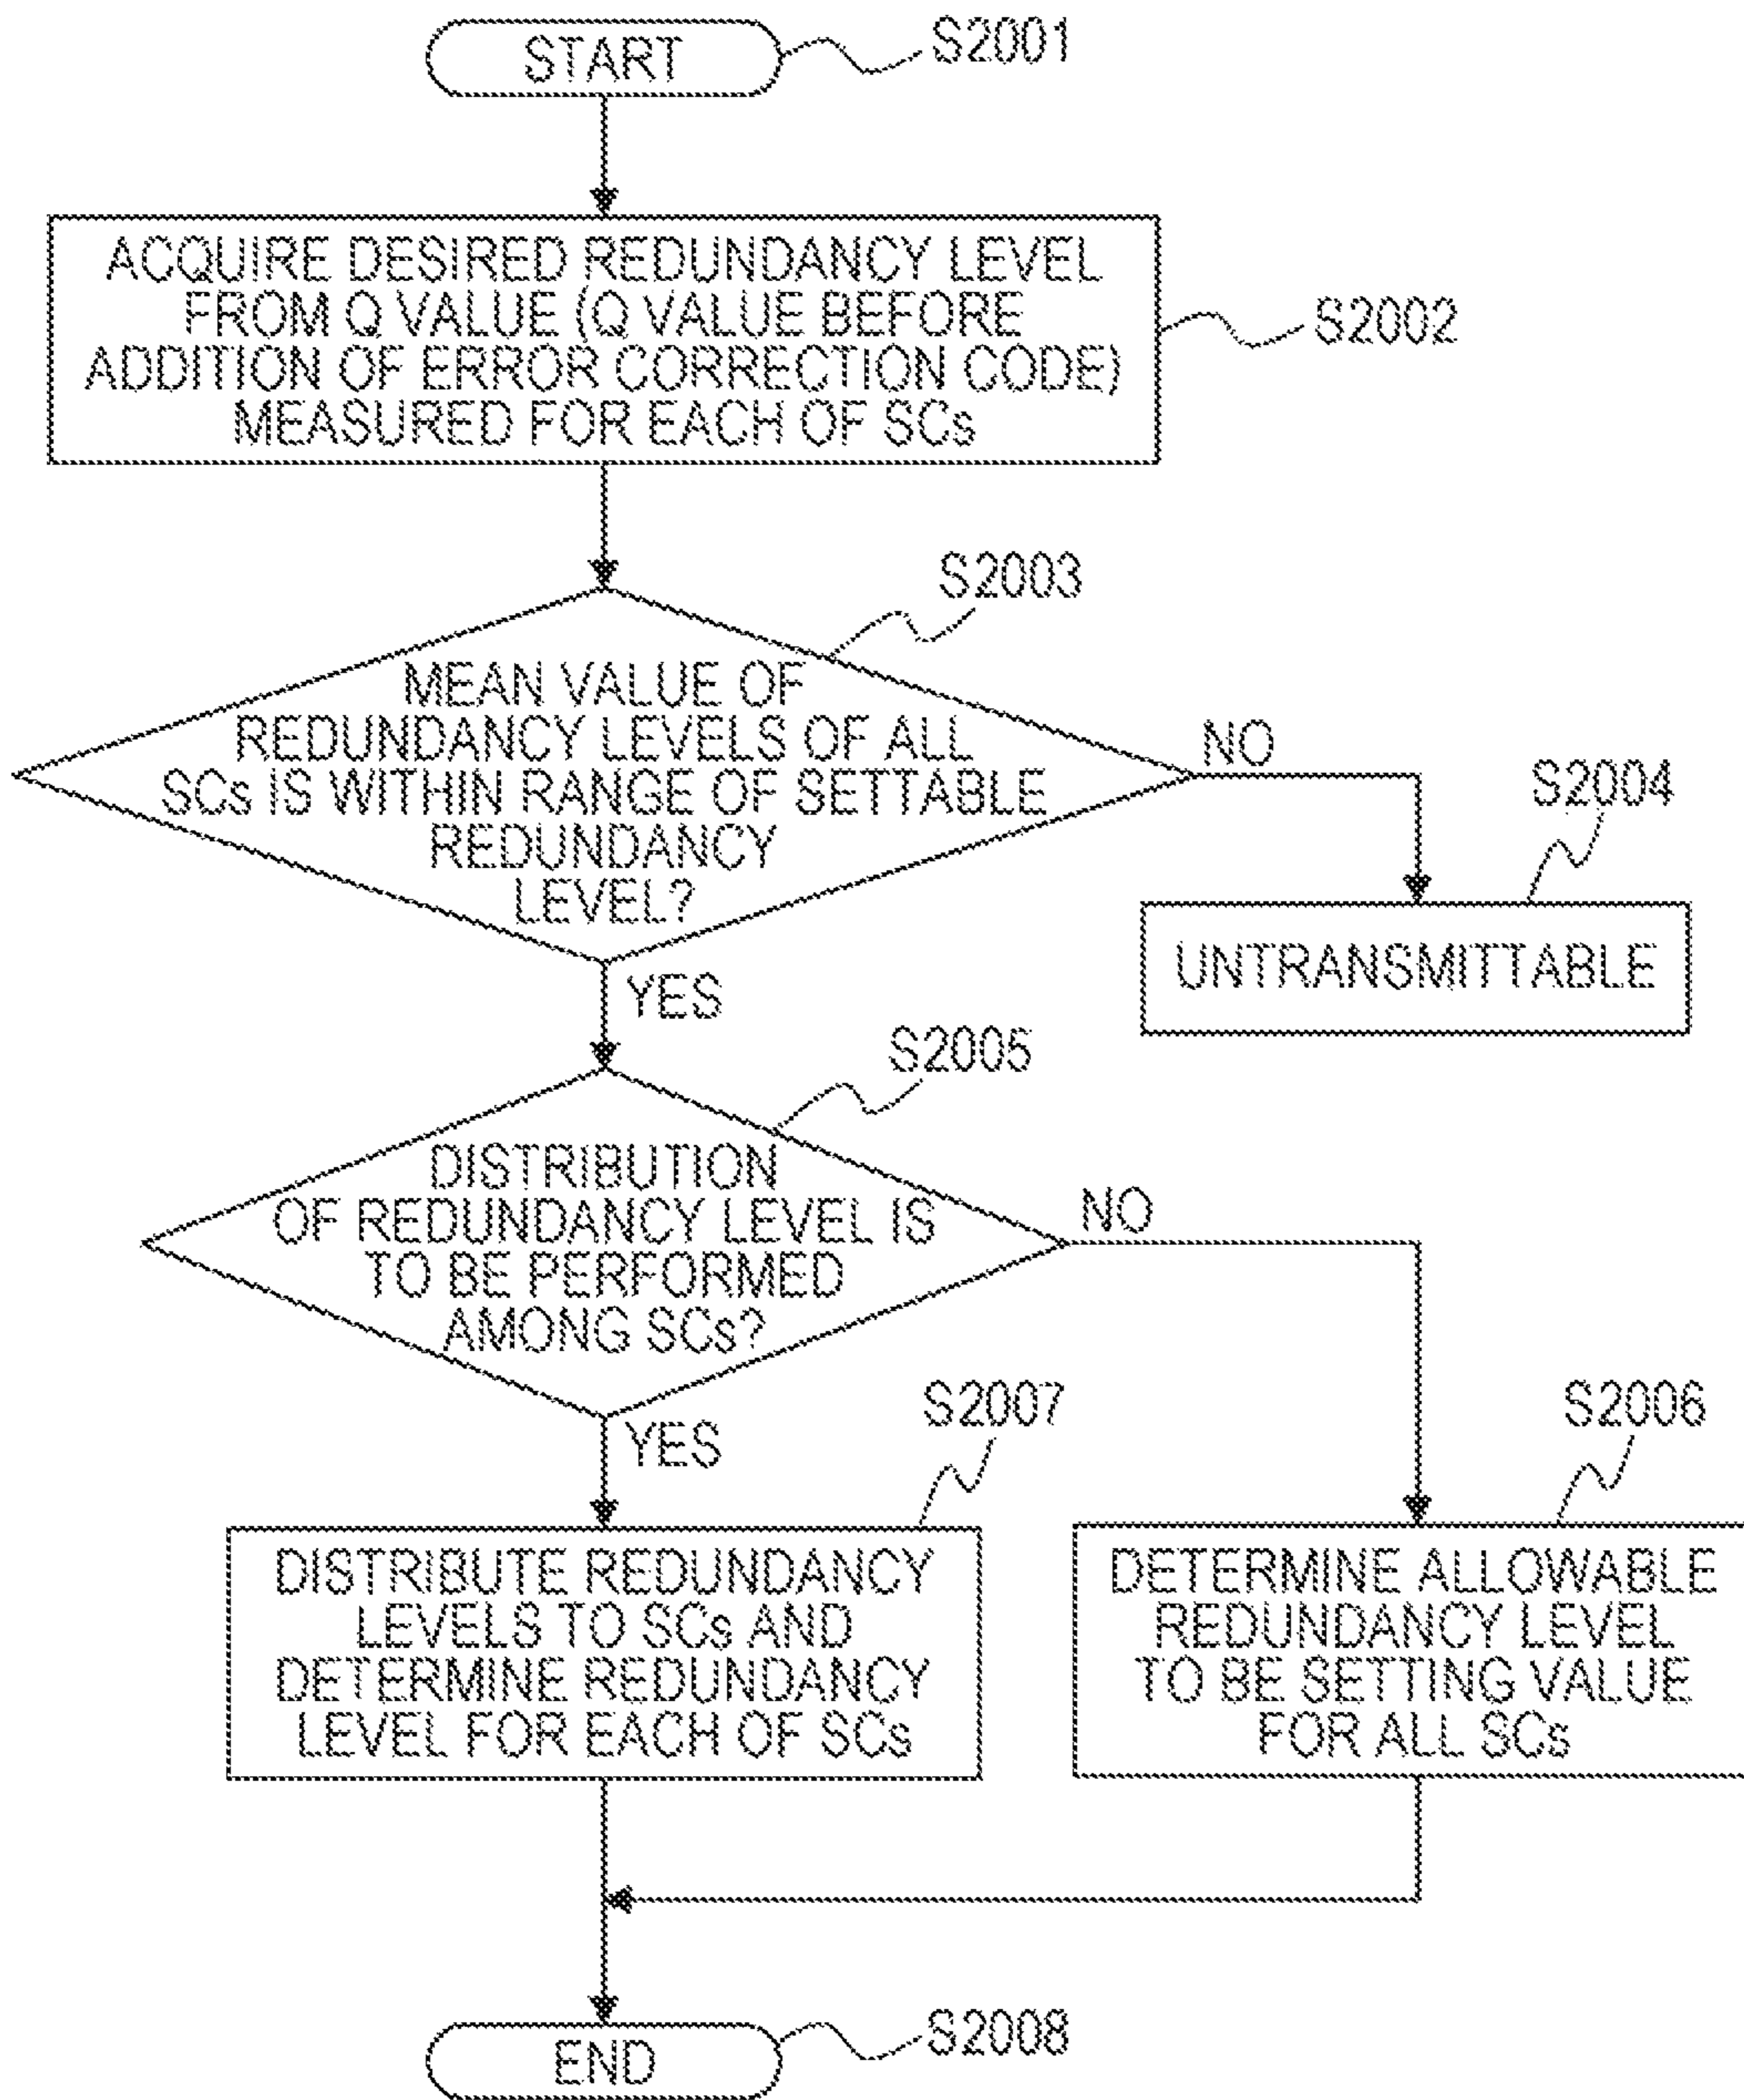 START
S2001
ACQUIRE DESIRED REDUNDANCY LEVEL
FROM Q VALUE (Q VALUE BEFORE
ADDITION OF ERROR CORRECTION CODE)
MEASURED FOR EACH OF SCs
S2002
S2003
MEAN VALUE OF
REDUNDANCY LEVELS OF ALL
SCs IS WITHIN RANGE OF SETTABLE
REDUNDANCY
LEVEL?
NO
S2004
UNTRANSMITTABLE
YES
S2005
DISTRIBUTION
OF REDUNDANCY LEVEL IS
TO BE PERFORMED
AMONG SCs?
NO
YES
S2007
DISTRIBUTE REDUNDANCY
LEVELS TO SCs AND
DETERMINE REDUNDANCY
LEVEL FOR EACH OF SCs
S2006
DETERMINE ALLOWABLE
REDUNDANCY LEVEL
TO BE SETTING VALUE
FOR ALL SCs
END
S2008